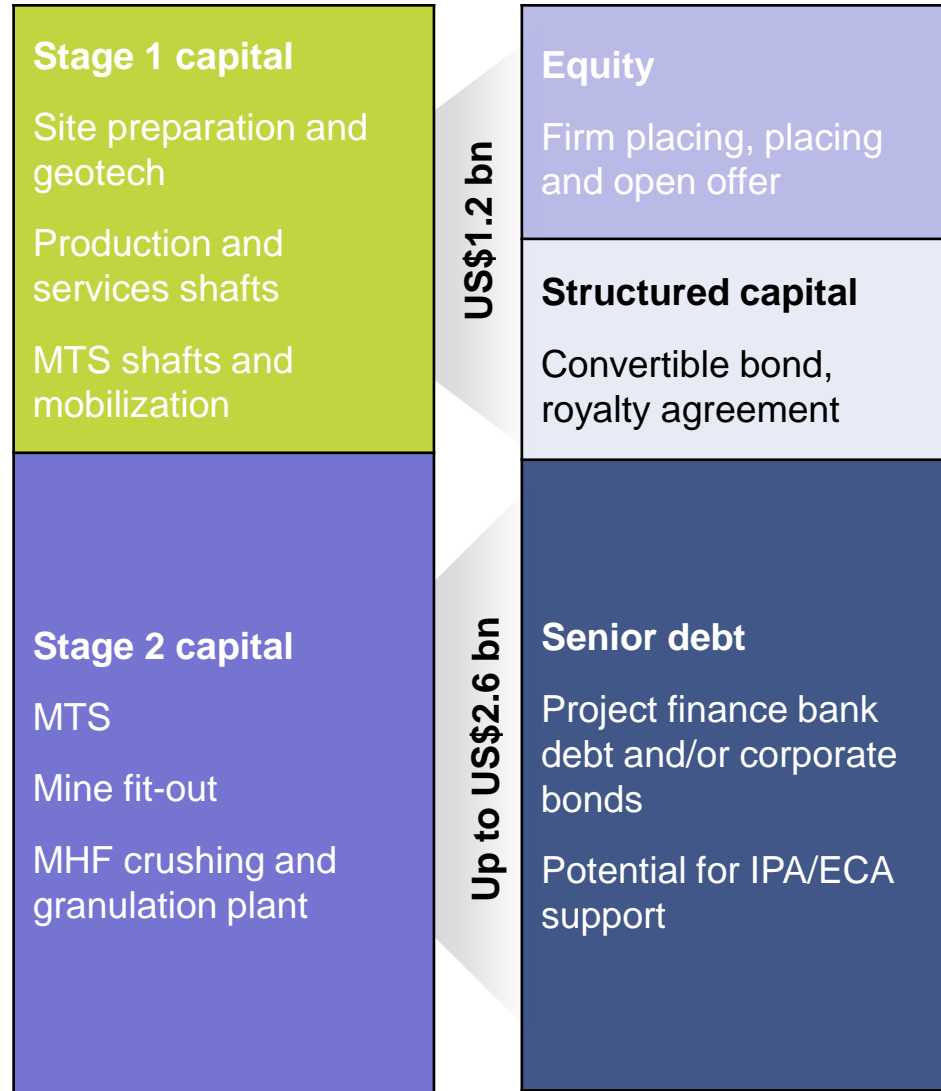 Stage 1 capital
Site preparation and
geotech
Production and
services shafts
MTS shafts and
mobilization
US$1.2 bn
Equity
Firm placing, placing
and open offer
Structured capital
Convertible bond,
royalty agreement
Stage 2 capital
MTS
Mine fit-out
MHF crushing and
granulation plant
Up to US$2.6 bn
Senior debt
Project finance bank
debt and/or corporate
bonds
Potential for IPA/ECA
support